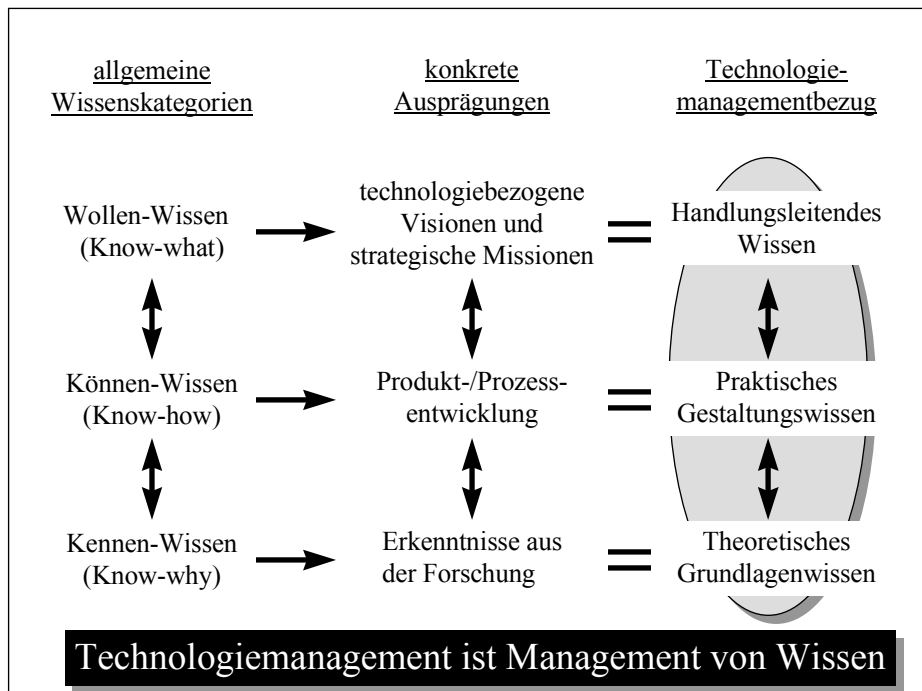 allgemeine
Wissenskategorien
konkrete
Ausprägungen
Technologie-
managementbezug
Wollen-Wissen
(Know-what)
technologiebezogene
Visionen und
strategische Missionen
Handlungsleitendes
Wissen
Können-Wissen
(Know-how)
Produkt-/Prozess-
entwicklung
Praktisches
Gestaltungswissen
Kennen-Wissen
(Know-why)
Erkenntnisse aus
der Forschung
Theoretisches
Grundlagenwissen
Technologiemanagement ist Management von Wissen